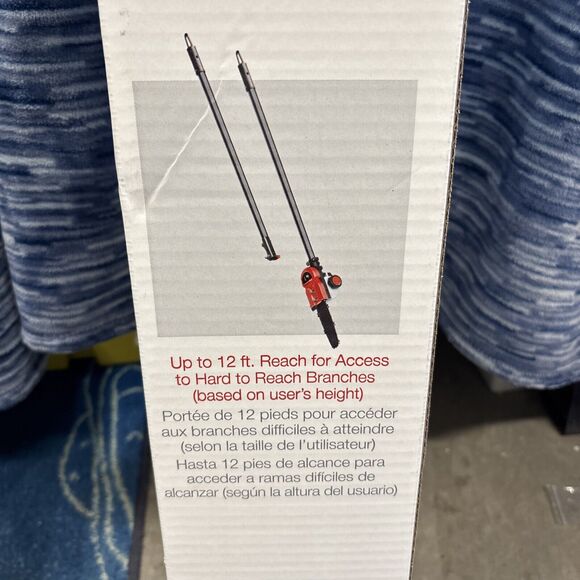 Up to 12 ft. Reach for Access
to Hard to Reach Branches
(based on user's height)
Portée de 12 pieds pour accéder
aux branches difficiles à atteindre
(selon la taille de l'utilisateur)
Hasta 12 pies de alcance para
acceder a ramas difíciles de
alcanzar (según la altura del usuario)